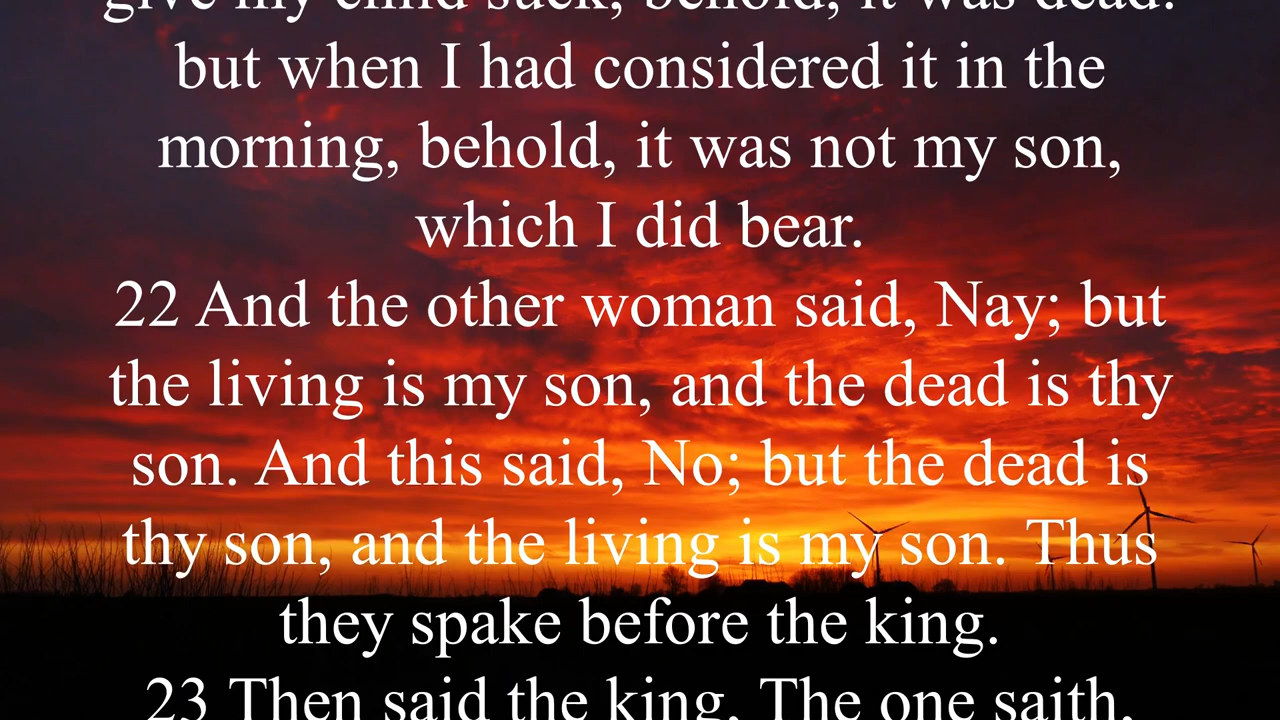 give my child suck, behold, it was dead:
but when I had considered it in the
morning, behold, it was not my son,
which I did bear.
22 And the other woman said, Nay; but
the living is my son, and the dead is thy
son. And this said, No; but the dead is
thy son, and the living is my son. Thus
they spake before the king.
23 Then said the king, The one saith,